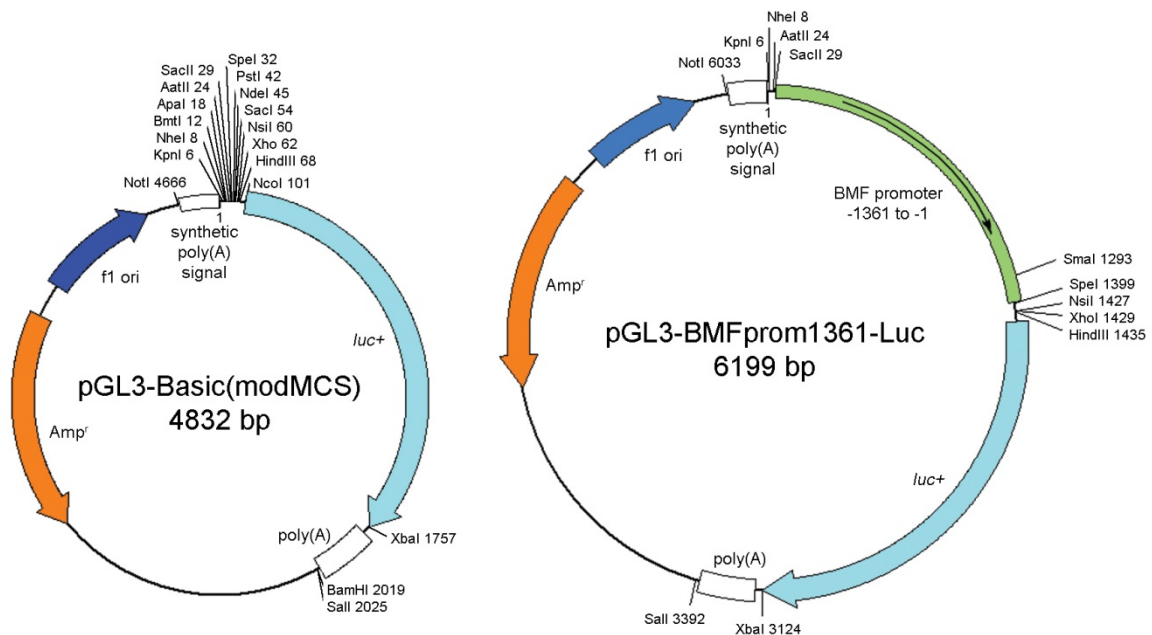 SacII 29
AatII 24
ApaI 18
BmtI 12
NheI 8
KpnI 6
SpeI 32
PstI 42
NdeI 45
SacI 54
NsiI 60
Xho 62
HindIII 68
NcoI 101
NotI 4666
1
synthetic
poly(A)
signal
f1 ori
luc+
pGL3-Basic(modMCS)
4832 bp
Ampr
poly(A)
XbaI 1757
BamHI 2019
SalI 2025
NheI 8
KpnI 6
AatII 24
SacII 29
NotI 6033
1
synthetic
poly(A)
signal
f1 ori
BMF promoter
-1361 to -1
SmaI 1293
SpeI 1399
NsiI 1427
XhoI 1429
HindIII 1435
Ampr
pGL3-BMFprom1361-Luc
6199 bp
luc+
poly(A)
SalI 3392
XbaI 3124